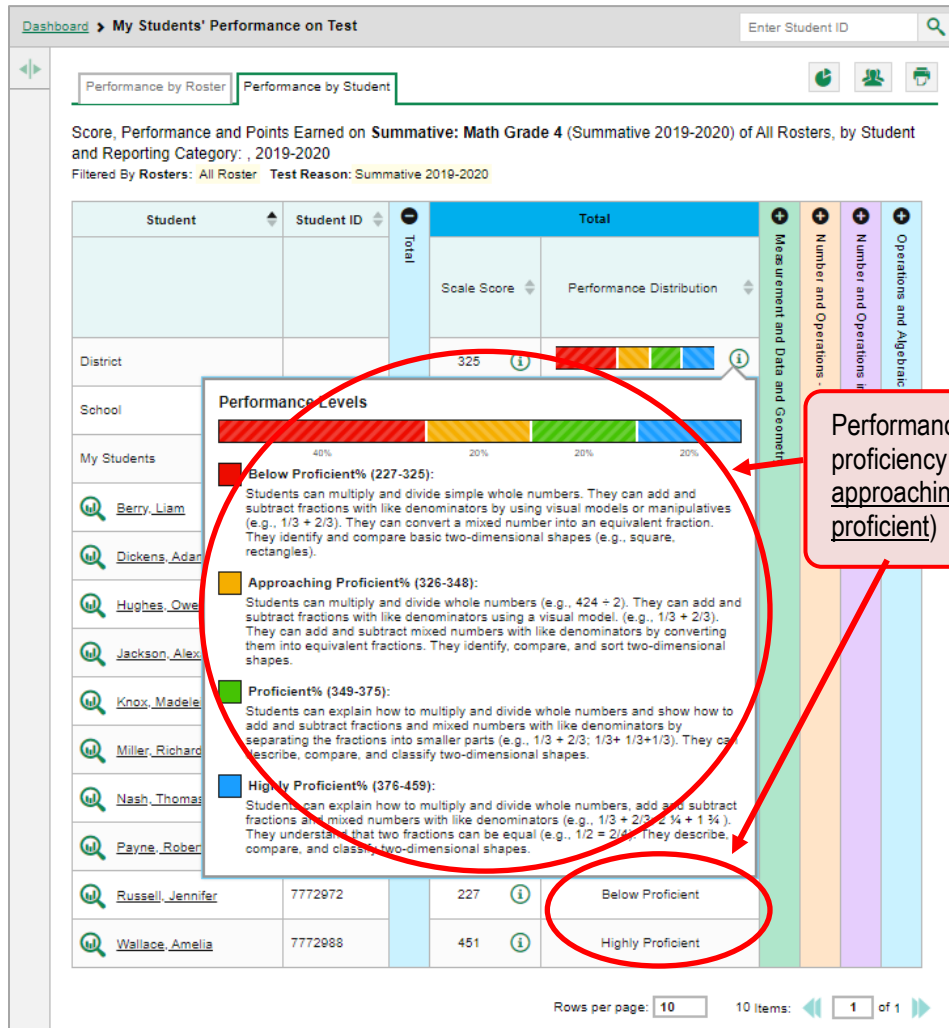 Dashboard > My Students' Performance on Test
Enter Student ID
Performance by Roster
Performance by Student
Score, Performance and Points Earned on Summative: Math Grade 4 (Summative 2019-2020) of All Rosters, by Student
and Reporting Category: , 2019-2020
Filtered By Rosters: All Roster Test Reason: Summative 2019-2020
Student
Student ID
Total
Total
Scale Score
Performance Distribution
Measurement and Data and Geometr
Number and Operations -
Number and Operations in
Operations and Algebraic
District
325
School
My Students
Performance Levels
40% 20% 20% 20%
Below Proficient% (227-325):
Students can multiply and divide simple whole numbers. They can add and
subtract fractions with like denominators by using visual models or manipulatives
(e.g., 1/3 + 2/3). They can convert a mixed number into an equivalent fraction.
They identify and compare basic two-dimensional shapes (e.g., square,
rectangles).
Approaching Proficient% (326-348):
Students can multiply and divide whole numbers (e.g., 424 ÷ 2). They can add and
subtract fractions with like denominators using a visual model. (e.g., 1/3 + 2/3).
They can add and subtract mixed numbers with like denominators by converting
them into equivalent fractions. They identify, compare, and sort two-dimensional
shapes.
Proficient% (349-375):
Students can explain how to multiply and divide whole numbers and show how to
add and subtract fractions and mixed numbers with like denominators by
separating the fractions into smaller parts (e.g., 1/3 + 2/3; 1/3+ 1/3+1/3). They can
describe, compare, and classify two-dimensional shapes.
Highly Proficient% (376-459):
Students can explain how to multiply and divide whole numbers, add and subtract
fractions and mixed numbers with like denominators (e.g., 1/3 + 2/3; 2 ¼ + 1 ¾ ).
They understand that two fractions can be equal (e.g., 1/2 = 2/4). They describe,
compare, and classify two-dimensional shapes.
Berry, Liam
Dickens, Adar
Hughes, Owe
Jackson, Alex
Knox, Madele
Miller, Richard
Nash, Thomas
Payne, Rober
Russell, Jennifer 7772972 227 Below Proficient
Wallace, Amelia 7772988 451 Highly Proficient
Performanc
proficiency
approachin
proficient)
Rows per page: 10 10 Items: 1 of 1